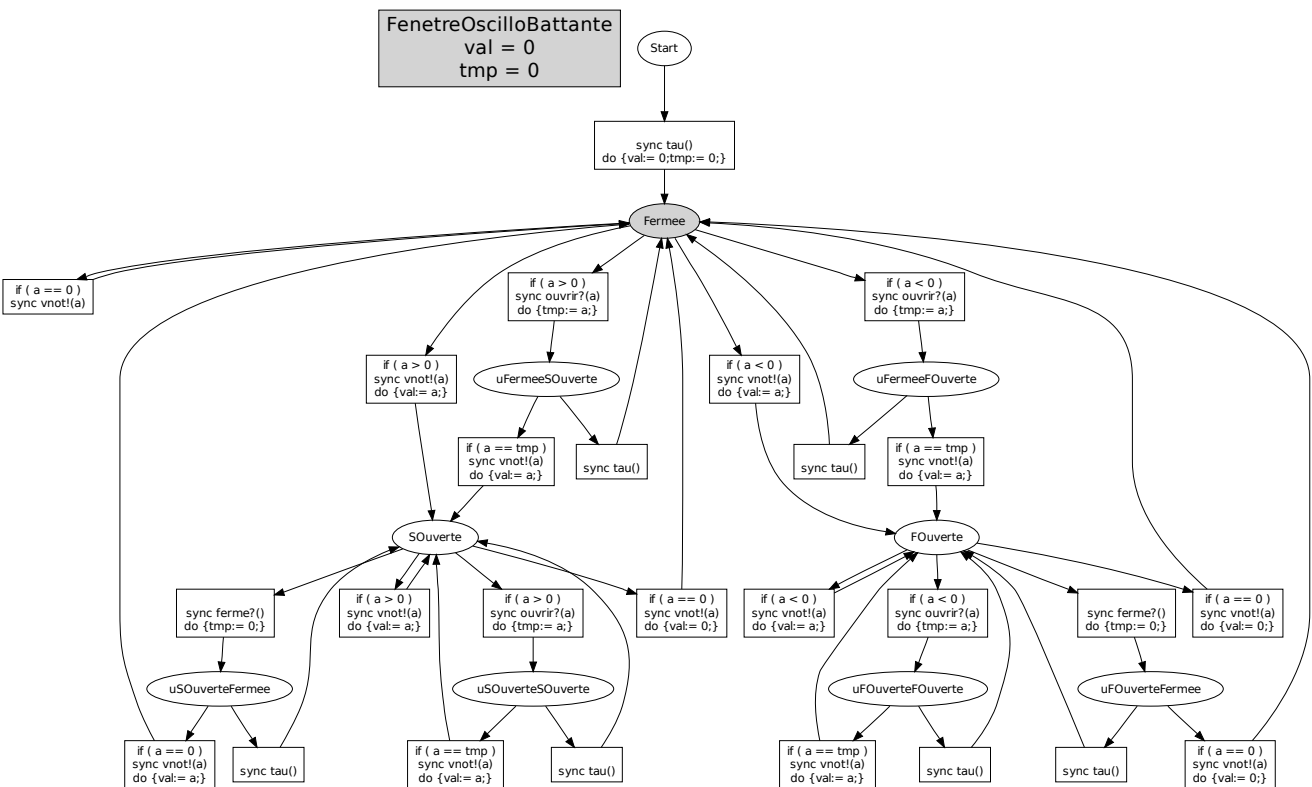 FenetreOscilloBattante
val = 0
tmp = 0
Start
sync tau()
do {val:= 0;tmp:= 0;}
Fermee
if ( a == 0 )
sync vnot!(a)
if ( a > 0 )
sync ouvrir?(a)
do {tmp:= a;}
if ( a < 0 )
sync ouvrir?(a)
do {tmp:= a;}
if ( a > 0 )
sync vnot!(a)
do {val:= a;}
uFermeeSOuverte
if ( a < 0 )
sync vnot!(a)
do {val:= a;}
uFermeeFOuverte
if ( a == tmp )
sync vnot!(a)
do {val:= a;}
sync tau()
sync tau()
if ( a == tmp )
sync vnot!(a)
do {val:= a;}
SOuverte
FOuverte
sync ferme?()
do {tmp:= 0;}
if ( a > 0 )
sync vnot!(a)
do {val:= a;}
if ( a > 0 )
sync ouvrir?(a)
do {tmp:= a;}
if ( a == 0 )
sync vnot!(a)
do {val:= 0;}
if ( a < 0 )
sync vnot!(a)
do {val:= a;}
if ( a < 0 )
sync ouvrir?(a)
do {tmp:= a;}
sync ferme?()
do {tmp:= 0;}
if ( a == 0 )
sync vnot!(a)
do {val:= 0;}
uSOuverteFermee
uSOuverteSOuverte
uFOuverteFOuverte
uFOuverteFermee
if ( a == 0 )
sync vnot!(a)
do {val:= a;}
sync tau()
if ( a == tmp )
sync vnot!(a)
do {val:= a;}
sync tau()
if ( a == tmp )
sync vnot!(a)
do {val:= a;}
sync tau()
sync tau()
if ( a == 0 )
sync vnot!(a)
do {val:= 0;}